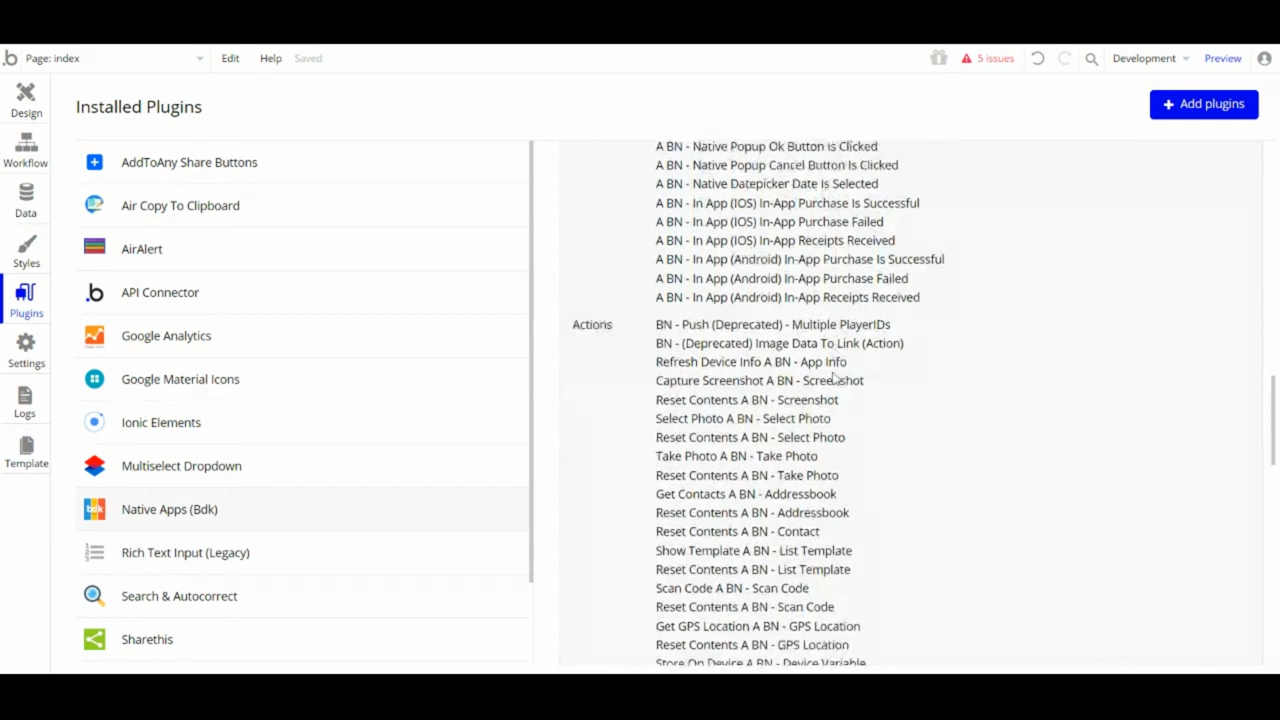 Page: index
Edit
Help
Saved
5 issues
Development
Preview
Design
Workflow
Data
Styles
Plugins
Settings
Logs
Template
Installed Plugins
Add plugins
AddToAny Share Buttons
Air Copy To Clipboard
AirAlert
API Connector
Google Analytics
Google Material Icons
Ionic Elements
Multiselect Dropdown
bdk
Native Apps (Bdk)
Rich Text Input (Legacy)
Search & Autocorrect
Sharethis
A BN - Native Popup Ok Button is Clicked
A BN - Native Popup Cancel Button Is Clicked
A BN - Native Datepicker Date Is Selected
A BN - In App (IOS) In-App Purchase Is Successful
A BN - In App (IOS) In-App Purchase Failed
A BN - In App (IOS) In-App Receipts Received
A BN - In App (Android) In-App Purchase Is Successful
A BN - In App (Android) In-App Purchase Failed
A BN - In App (Android) In-App Receipts Received
Actions
BN - Push (Deprecated) - Multiple PlayerIDs
BN - (Deprecated) Image Data To Link (Action)
Refresh Device Info A BN - App Info
Capture Screenshot A BN - Screenshot
Reset Contents A BN - Screenshot
Select Photo A BN - Select Photo
Reset Contents A BN - Select Photo
Take Photo A BN - Take Photo
Reset Contents A BN - Take Photo
Get Contacts A BN - Addressbook
Reset Contents A BN - Addressbook
Reset Contents A BN - Contact
Show Template A BN - List Template
Reset Contents A BN - List Template
Scan Code A BN - Scan Code
Reset Contents A BN - Scan Code
Get GPS Location A BN - GPS Location
Reset Contents A BN - GPS Location
Store On Device A BN - Device Variable